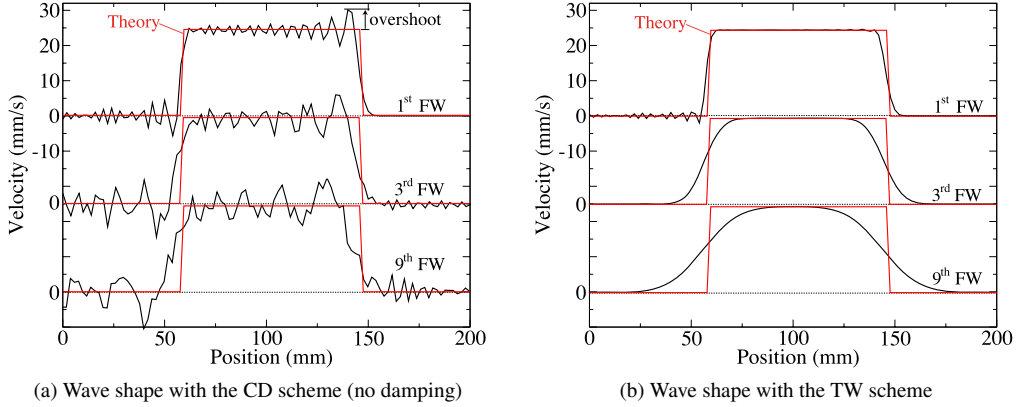 30
20
10
0
-10
0
0
Velocity (mm/s)
Theory
overshoot
1st FW
3rd FW
9th FW
0
50
100
150
200
Position (mm)
(a) Wave shape with the CD scheme (no damping)
30
20
10
0
-10
0
0
Velocity (mm/s)
Theory
1st FW
3rd FW
9th FW
0
50
100
150
200
Position (mm)
(b) Wave shape with the TW scheme